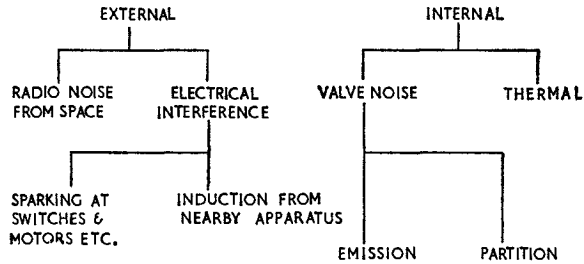 EXTERNAL
INTERNAL
RADIO NOISE
FROM SPACE
ELECTRICAL
INTERFERENCE
VALVE NOISE
THERMAL
SPARKING AT
SWITCHES &
MOTORS ETC.
INDUCTION FROM
NEARBY APPARATUS
EMISSION
PARTITION